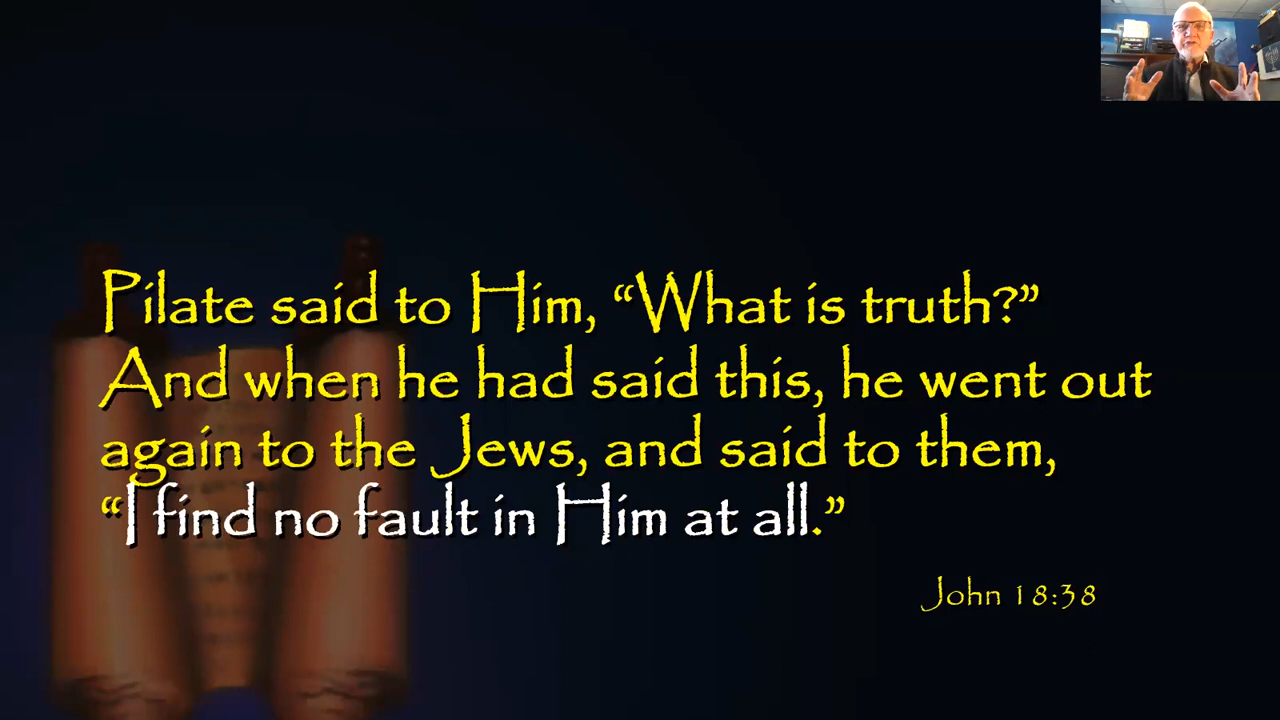 Pilate said to Him, “What is truth?”
And when he had said this, he went out
again to the Jews, and said to them,
“I find no fault in Him at all.”
John 18:38